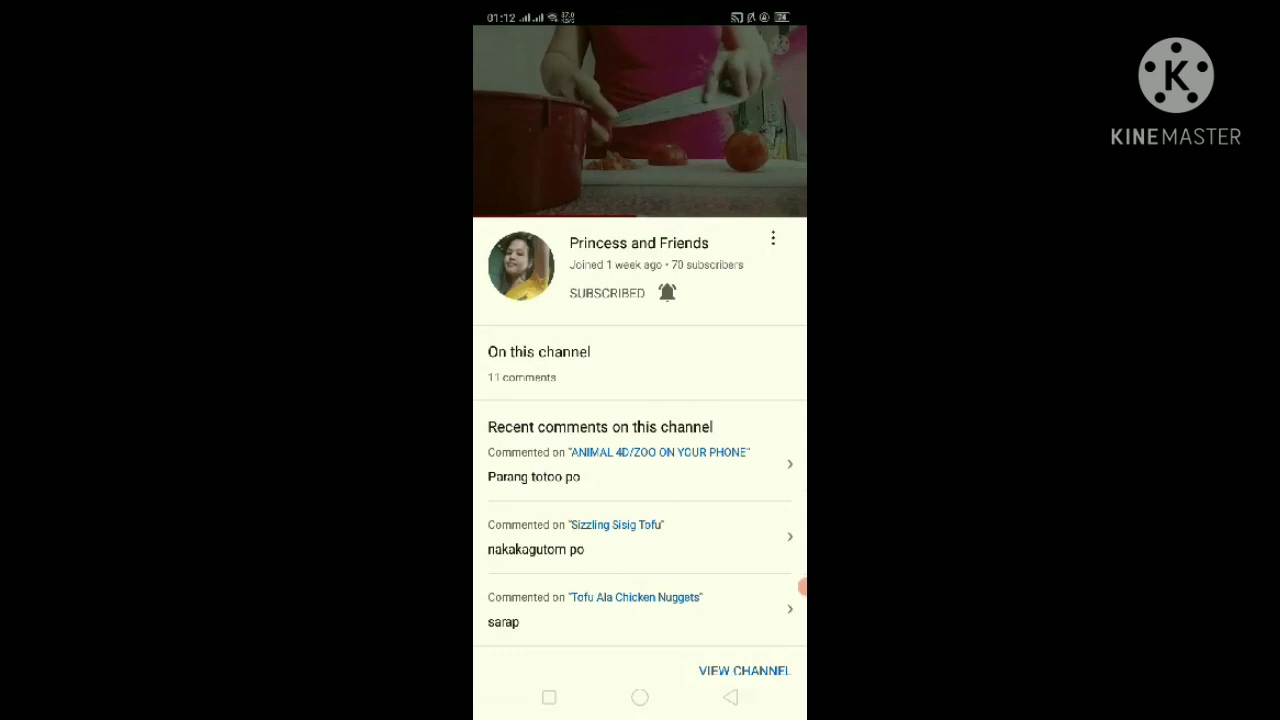 01:12
KINEMASTER
Princess and Friends
Joined 1 week ago • 70 subscribers
SUBSCRIBED
On this channel
11 comments
Recent comments on this channel
Commented on "ANIMAL 4D/ZOO ON YOUR PHONE"
Parang totoo po
Commented on "Sizzling Sisig Tofu"
nakakagutom po
Commented on "Tofu Ala Chicken Nuggets"
sarap
VIEW CHANNEL